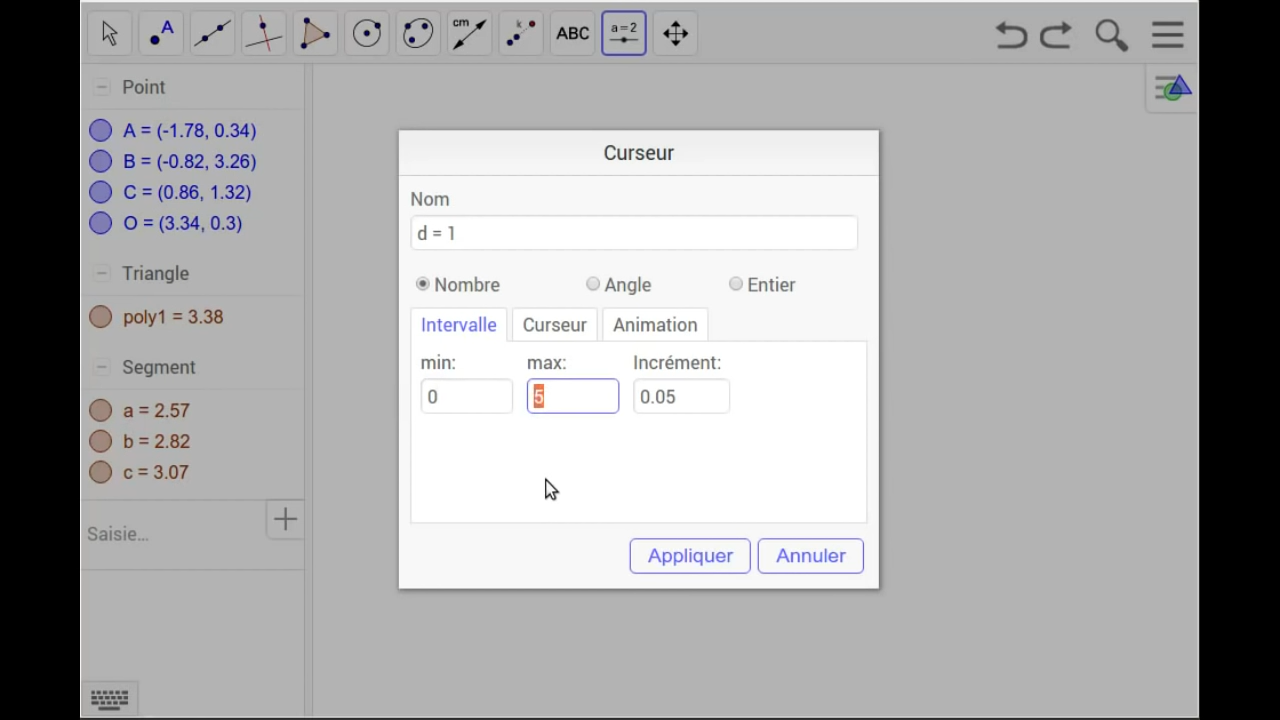 A cm k ABC a=2
Point
A = (-1.78, 0.34)
B = (-0.82, 3.26)
C = (0.86, 1.32)
O = (3.34, 0.3)
Triangle
poly1 = 3.38
Segment
a = 2.57
b = 2.82
c = 3.07
Saisie…
Curseur
Nom
d = 1
Nombre Angle Entier
Intervalle Curseur Animation
min: max: Incrément:
0 5 0.05
Appliquer Annuler